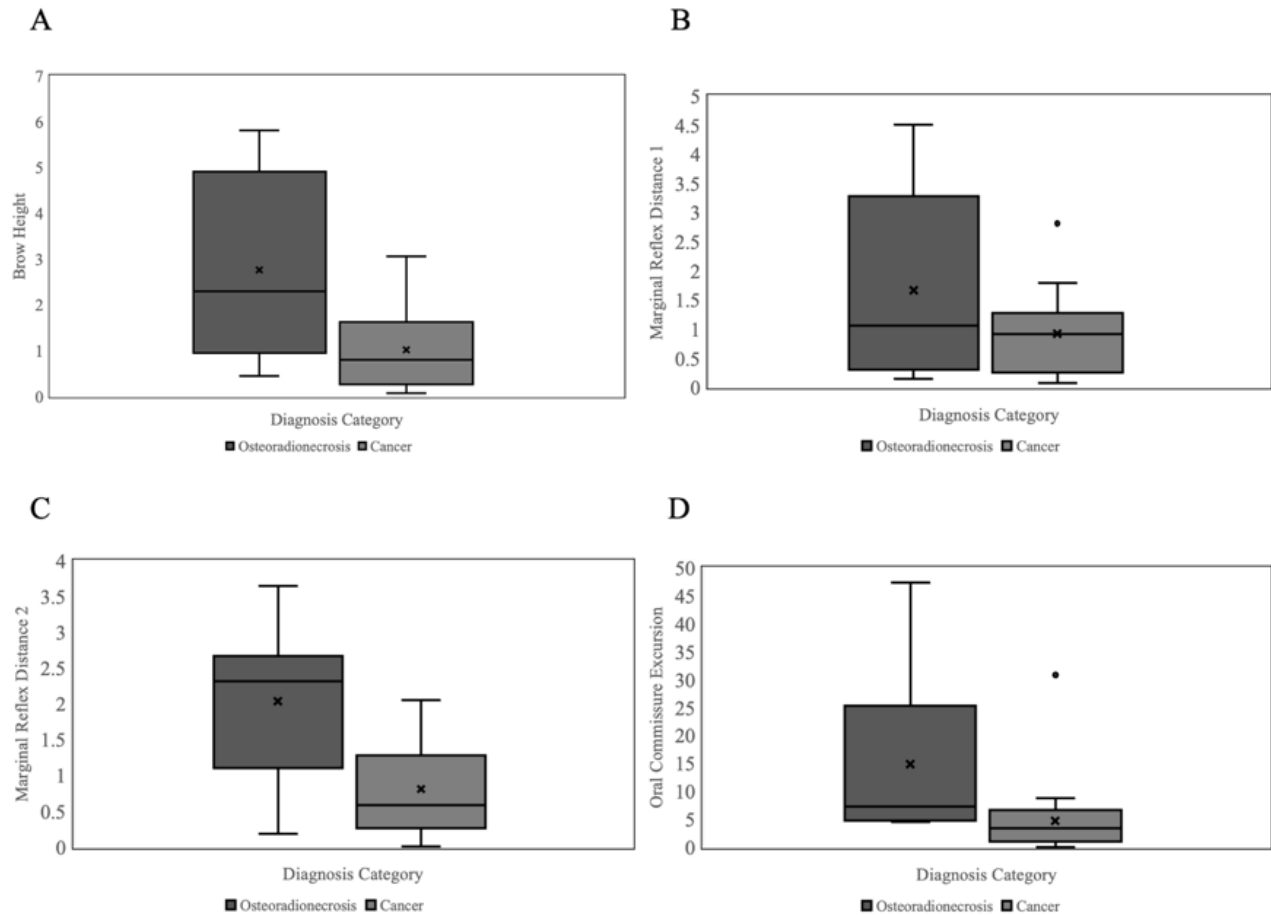 A
7
6
5
4
3
2
1
0
Brow Height
Diagnosis Category
Osteoradionecrosis Cancer
B
5
4.5
4
3.5
3
2.5
2
1.5
1
0.5
0
Marginal Reflex Distance 1
Diagnosis Category
Osteoradionecrosis Cancer
C
4
3.5
3
2.5
2
1.5
1
0.5
0
Marginal Reflex Distance 2
Diagnosis Category
Osteoradionecrosis Cancer
D
50
45
40
35
30
25
20
15
10
5
0
Oral Commissure Excursion
Diagnosis Category
Osteoradionecrosis Cancer